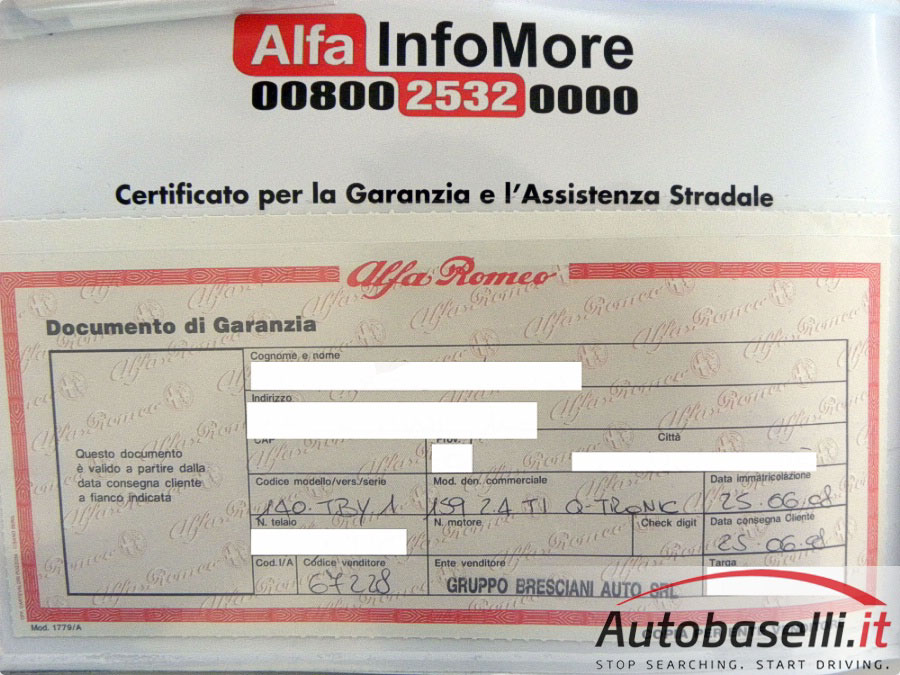 Alfa InfoMore
00800 2532 0000
Certificato per la Garanzia e l'Assistenza Stradale
Alfa Romeo
Documento di Garanzia
Cognome e nome
Indirizzo
CAP Prov. Città
Questo documento
è valido a partire dalla
data consegna cliente
a fianco indicata
Codice modello/vers./serie Mod. den. commerciale Data immatricolazione
140.TBY.1 159 2.4 TI Q-TRONIC 25.06.08
N. telaio N. motore Check digit Data consegna Cliente
25.06.08
Cod.I/A Codice venditore Ente venditore Targa
67228 GRUPPO BRESCIANI AUTO SRL
Mod. 1779/A
Autobaselli.it
STOP SEARCHING. START DRIVING.